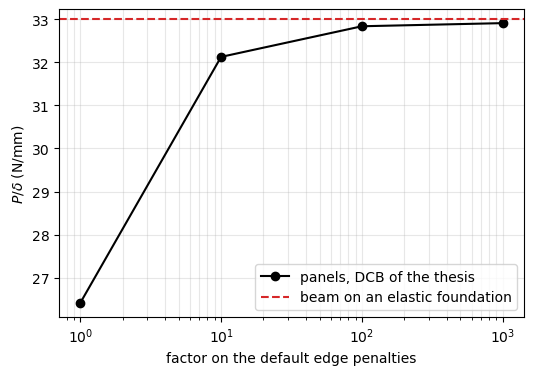 33
32
31
30
29
28
27
P/δ (N/mm)
panels, DCB of the thesis
beam on an elastic foundation
10⁰ 10¹ 10² 10³
factor on the default edge penalties